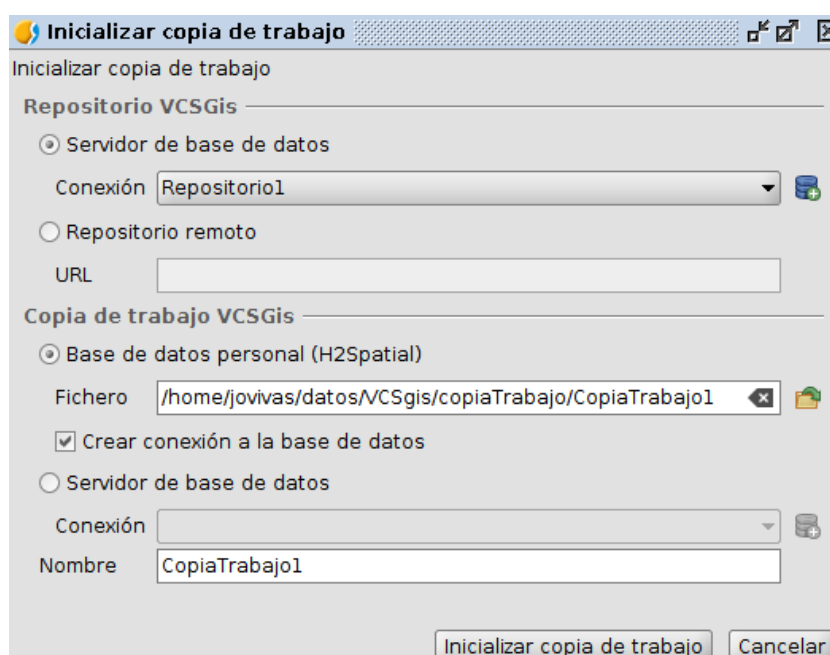 Inicializar copia de trabajo
Inicializar copia de trabajo
Repositorio VCSGis
Servidor de base de datos
Conexión Repositorio1
Repositorio remoto
URL
Copia de trabajo VCSGis
Base de datos personal (H2Spatial)
Fichero /home/jovivas/datos/VCSgis/copiaTrabajo/CopiaTrabajo1
Crear conexión a la base de datos
Servidor de base de datos
Conexión
Nombre CopiaTrabajo1
Inicializar copia de trabajo Cancelar